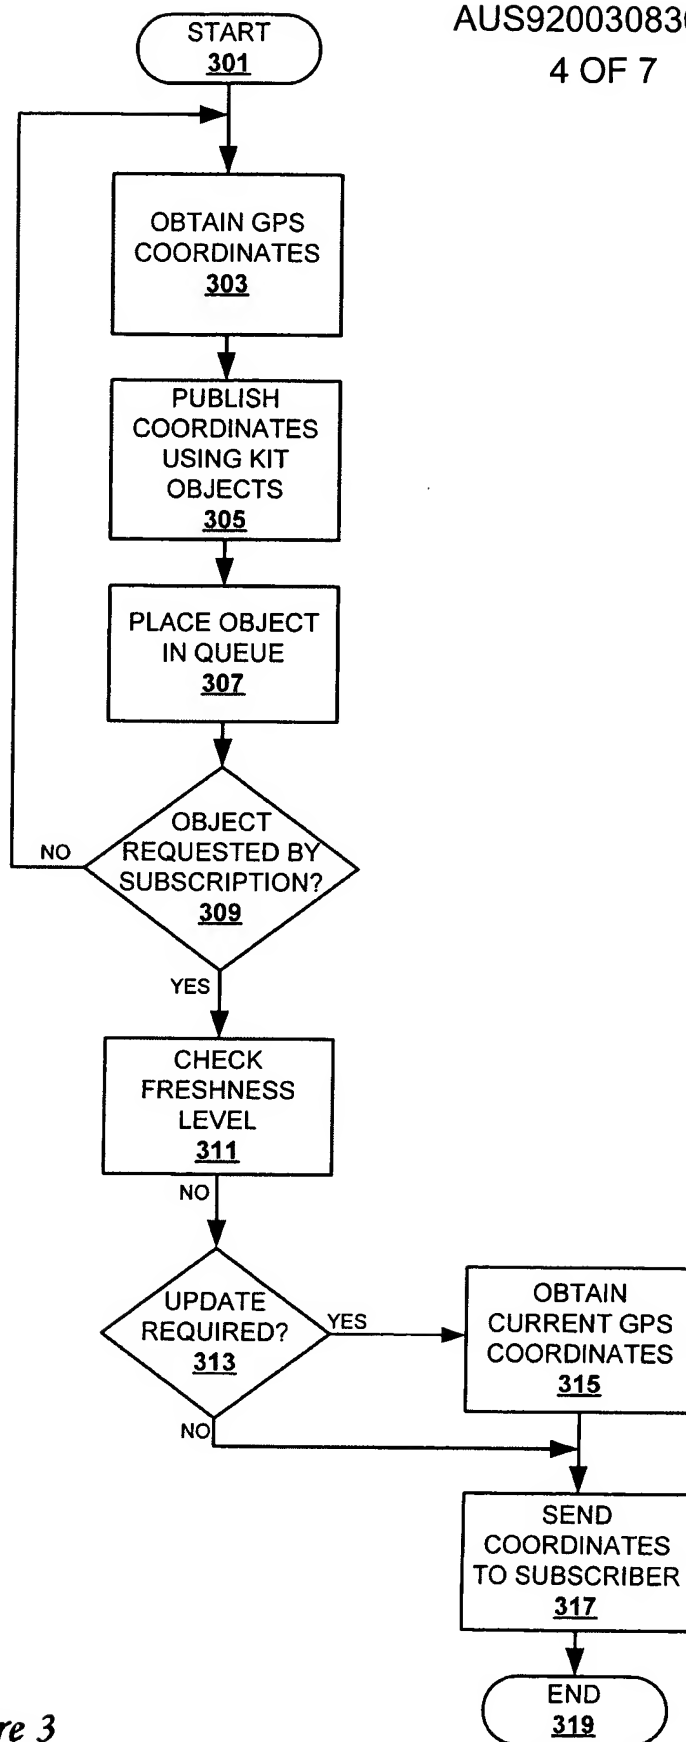 AUS92003083
4 OF 7
START
301
OBTAIN GPS
COORDINATES
303
PUBLISH
COORDINATES
USING KIT
OBJECTS
305
PLACE OBJECT
IN QUEUE
307
OBJECT
REQUESTED BY
SUBSCRIPTION?
309
NO
YES
CHECK
FRESHNESS
LEVEL
311
NO
UPDATE
REQUIRED?
313
YES
NO
OBTAIN
CURRENT GPS
COORDINATES
315
SEND
COORDINATES
TO SUBSCRIBER
317
END
319
re 3